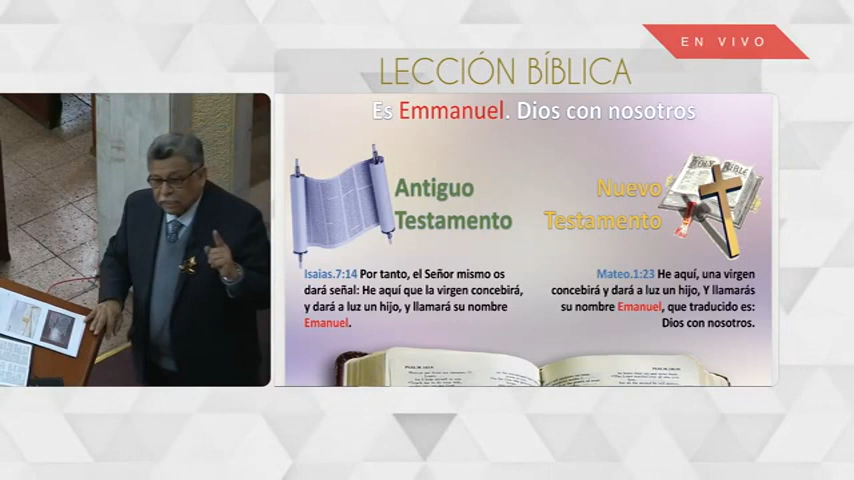 EN VIVO
LECCIÓN BÍBLICA
Es Emmanuel. Dios con nosotros
Antiguo
Testamento
Nuevo
Testamento
HOLY BIBLE
Isaias.7:14 Por tanto, el Señor mismo os
dará señal: He aquí que la virgen concebirá,
y dará a luz un hijo, y llamará su nombre
Emanuel.
Mateo.1:23 He aquí, una virgen
concebirá y dará a luz un hijo, Y llamarás
su nombre Emanuel, que traducido es:
Dios con nosotros.